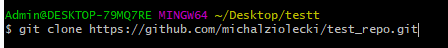 Admin@DESKTOP-79MQ7RE MINGW64 ~/Desktop/testt
$ git clone https://github.com/michalziolecki/test_repo.git